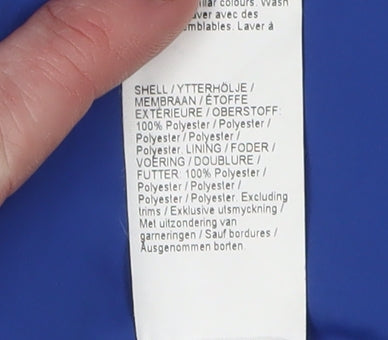 colours. Wash
aver avec des
mblables. Laver à
SHELL / YTTERHÖLJE /
MEMBRAAN / ÉTOFFE
EXTÉRIEURE / OBERSTOFF:
100% Polyester / Polyester /
Polyester / Polyester /
Polyester. LINING / FODER /
VOERING / DOUBLURE /
FUTTER: 100% Polyester /
Polyester / Polyester /
Polyester / Polyester. Excluding
trims / Exklusive utsmyckning /
Met uitzondering van
garneringen / Sauf bordures /
Ausgenommen borten.